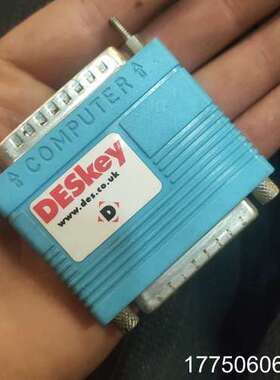 ⇧ COMPUTER ⇧
DESkey
www.des.co.uk
D
17750606